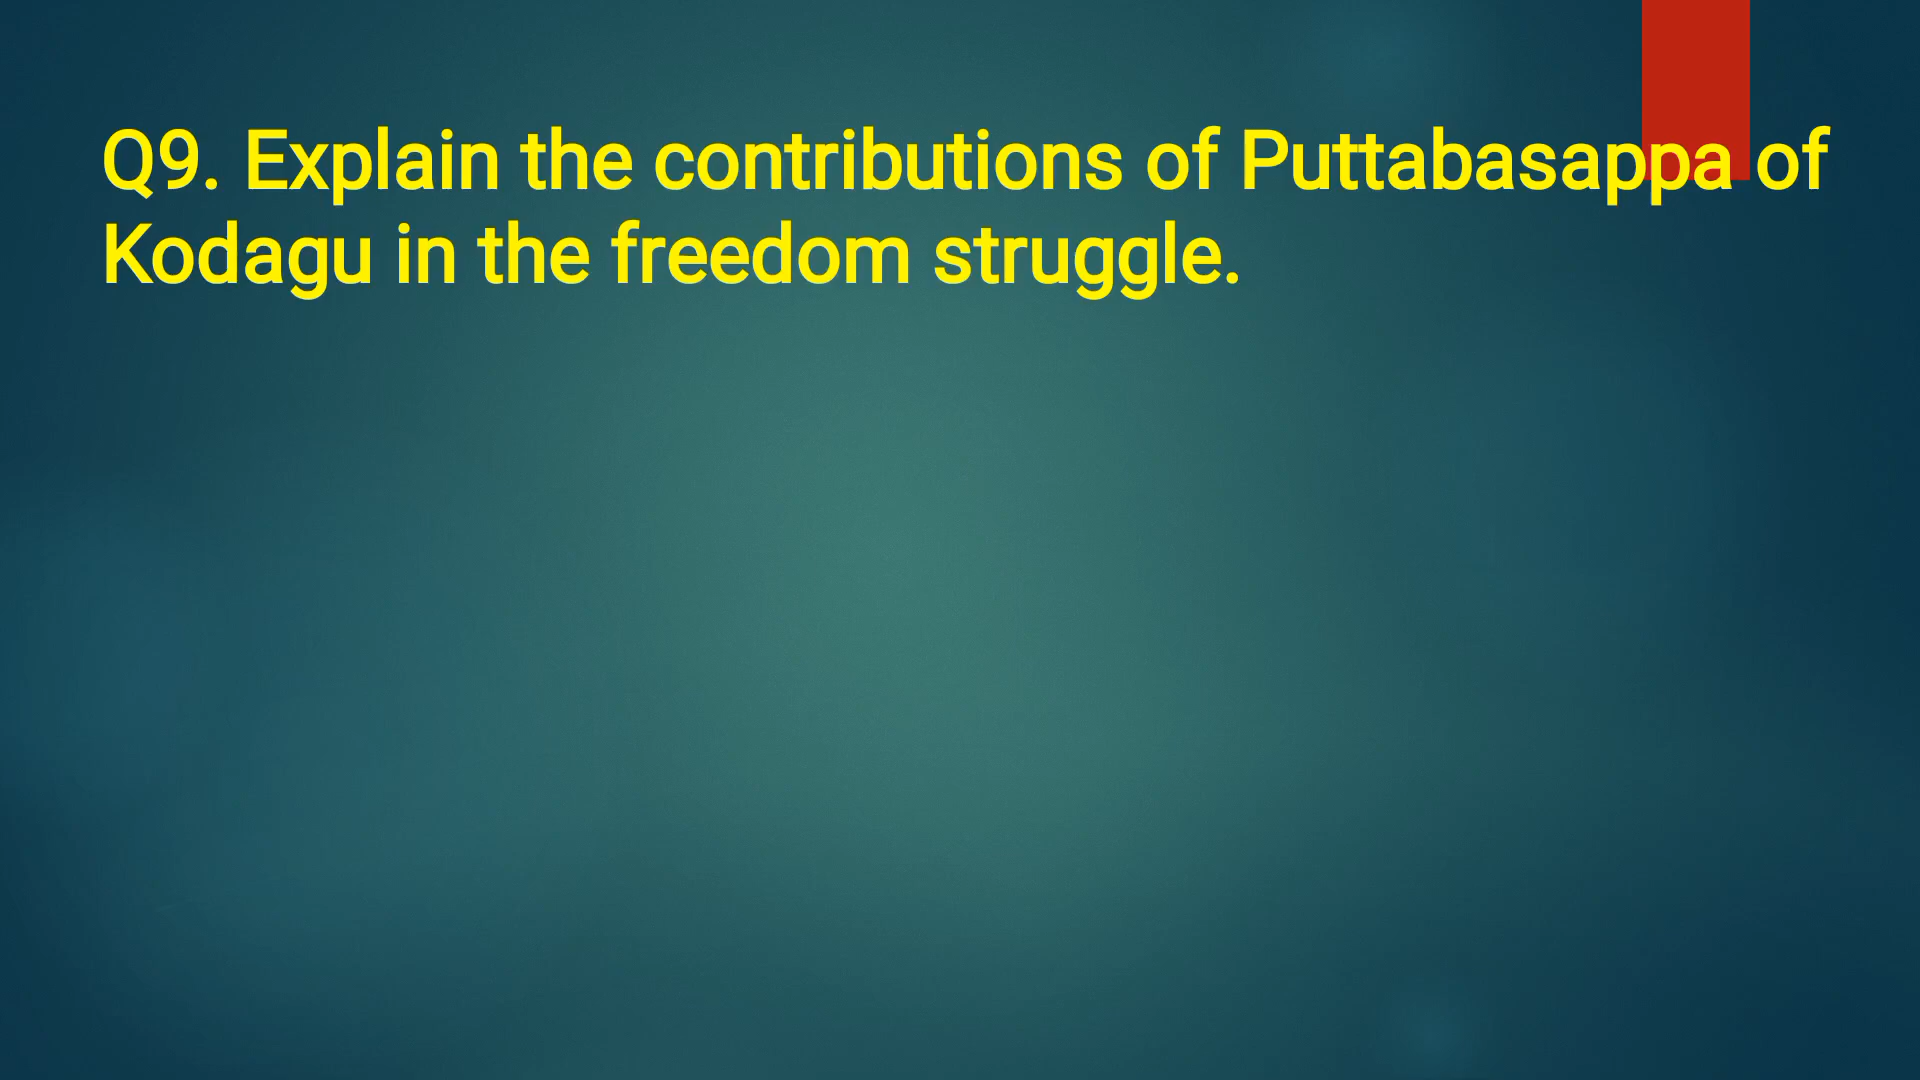 Q9. Explain the contributions of Puttabasappa of
Kodagu in the freedom struggle.